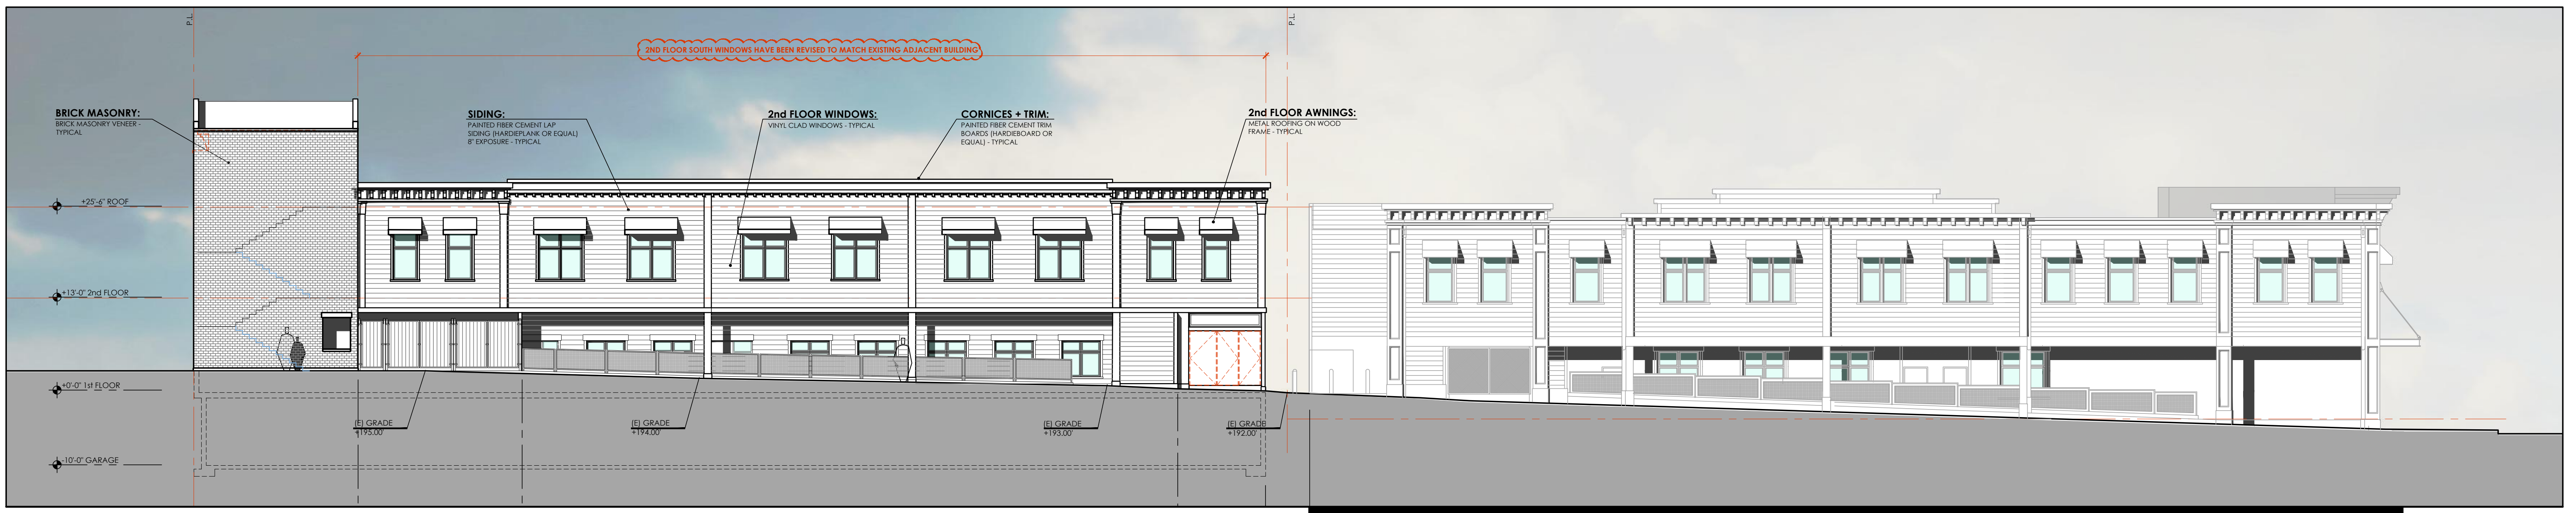 P.L.
P.L.
2ND FLOOR SOUTH WINDOWS HAVE BEEN REVISED TO MATCH EXISTING ADJACENT BUILDING
BRICK MASONRY:
BRICK MASONRY VENEER -
TYPICAL
SIDING:
PAINTED FIBER CEMENT LAP
SIDING (HARDIEPLANK OR EQUAL)
8" EXPOSURE - TYPICAL
2nd FLOOR WINDOWS:
VINYL CLAD WINDOWS - TYPICAL
CORNICES + TRIM:
PAINTED FIBER CEMENT TRIM
BOARDS (HARDIEBOARD OR
EQUAL) - TYPICAL
2nd FLOOR AWNINGS:
METAL ROOFING ON WOOD
FRAME - TYPICAL
+25'-6" ROOF
+13'-0" 2nd FLOOR
+0'-0" 1st FLOOR
-10'-0" GARAGE
(E) GRADE
+195.00'
(E) GRADE
+194.00'
(E) GRADE
+193.00'
(E) GRADE
+192.00'